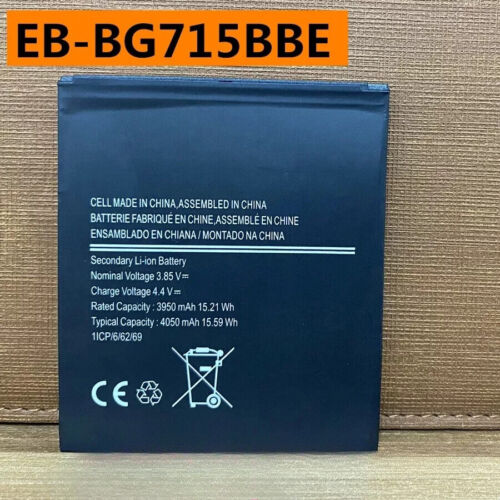 EB-BG715BBE
CELL MADE IN CHINA,ASSEMBLED IN CHINA
BATTERIE FABRIQUÉ EN CHINE,ASSEMBLÉ EN CHINE
ENSAMBLADO EN CHIANA / MONTADO NA CHINA
Secondary Li-ion Battery
Nominal Voltage 3.85 V⎓
Charge Voltage 4.4 V⎓
Rated Capacity : 3950 mAh 15.21 Wh
Typical Capacity : 4050 mAh 15.59 Wh
1ICP/6/62/69
CE